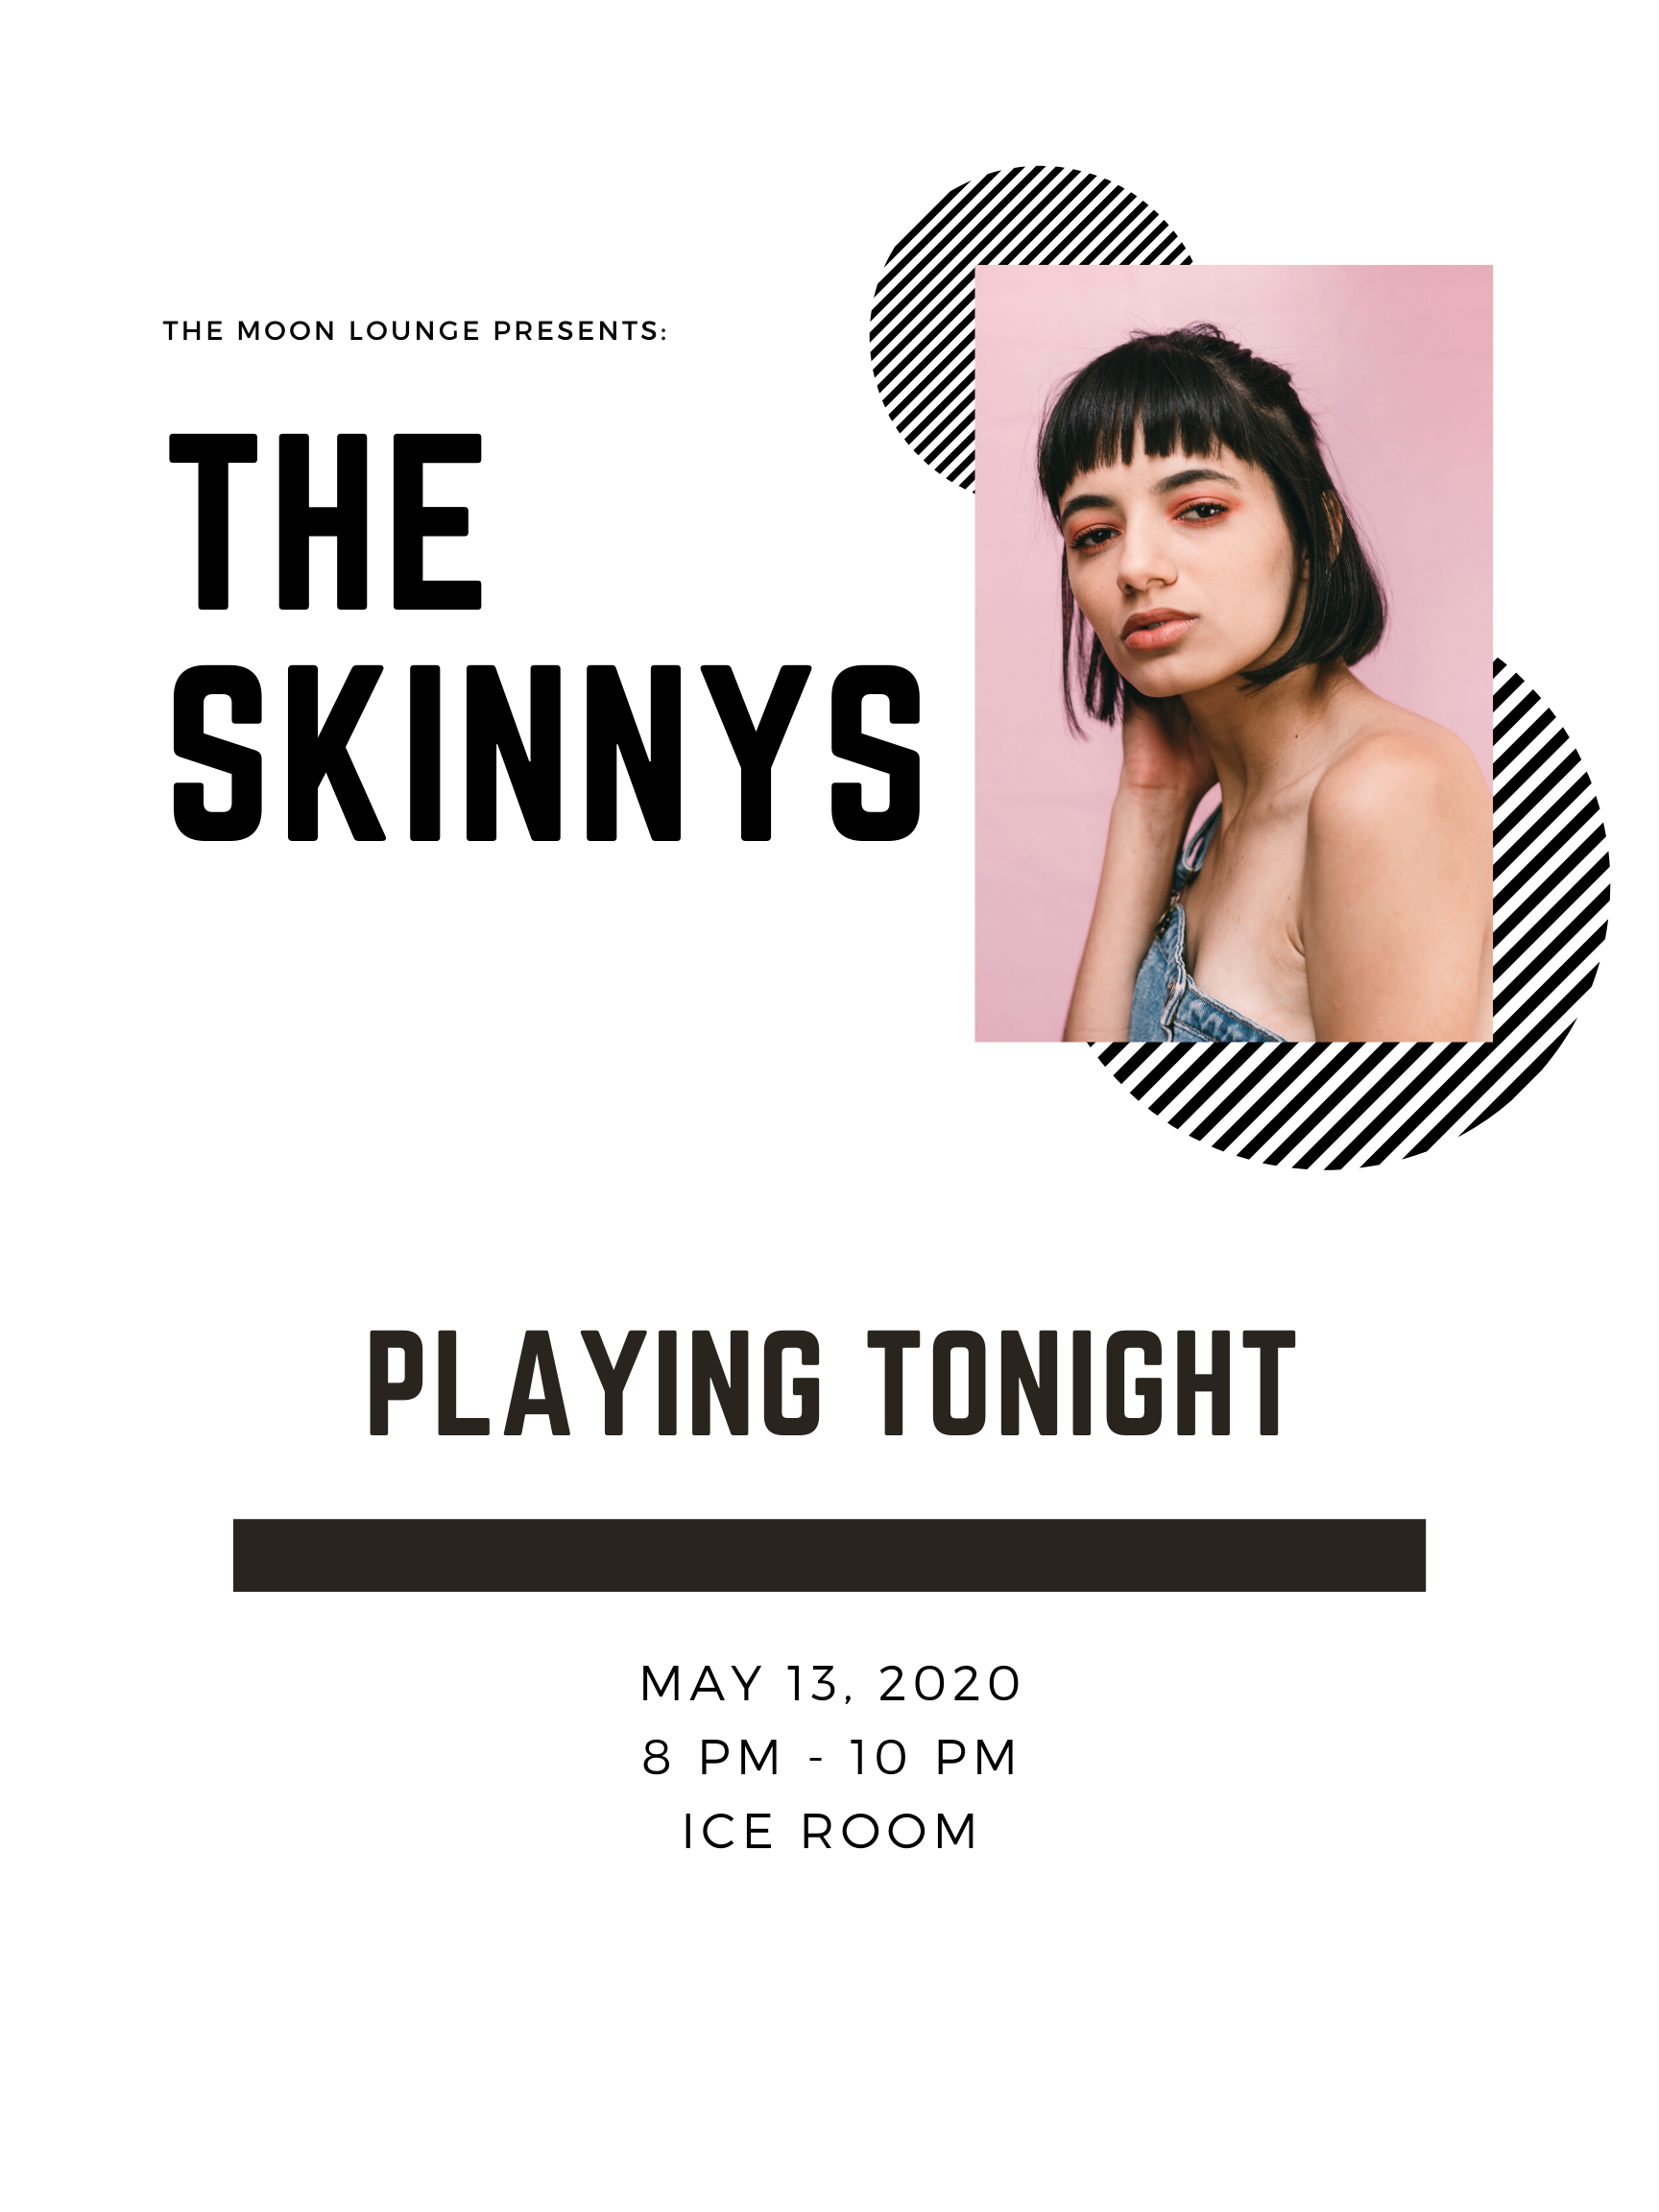 THE MOON LOUNGE PRESENTS:
THE
SKINNYS
PLAYING TONIGHT
MAY 13, 2020
8 PM - 10 PM
ICE ROOM